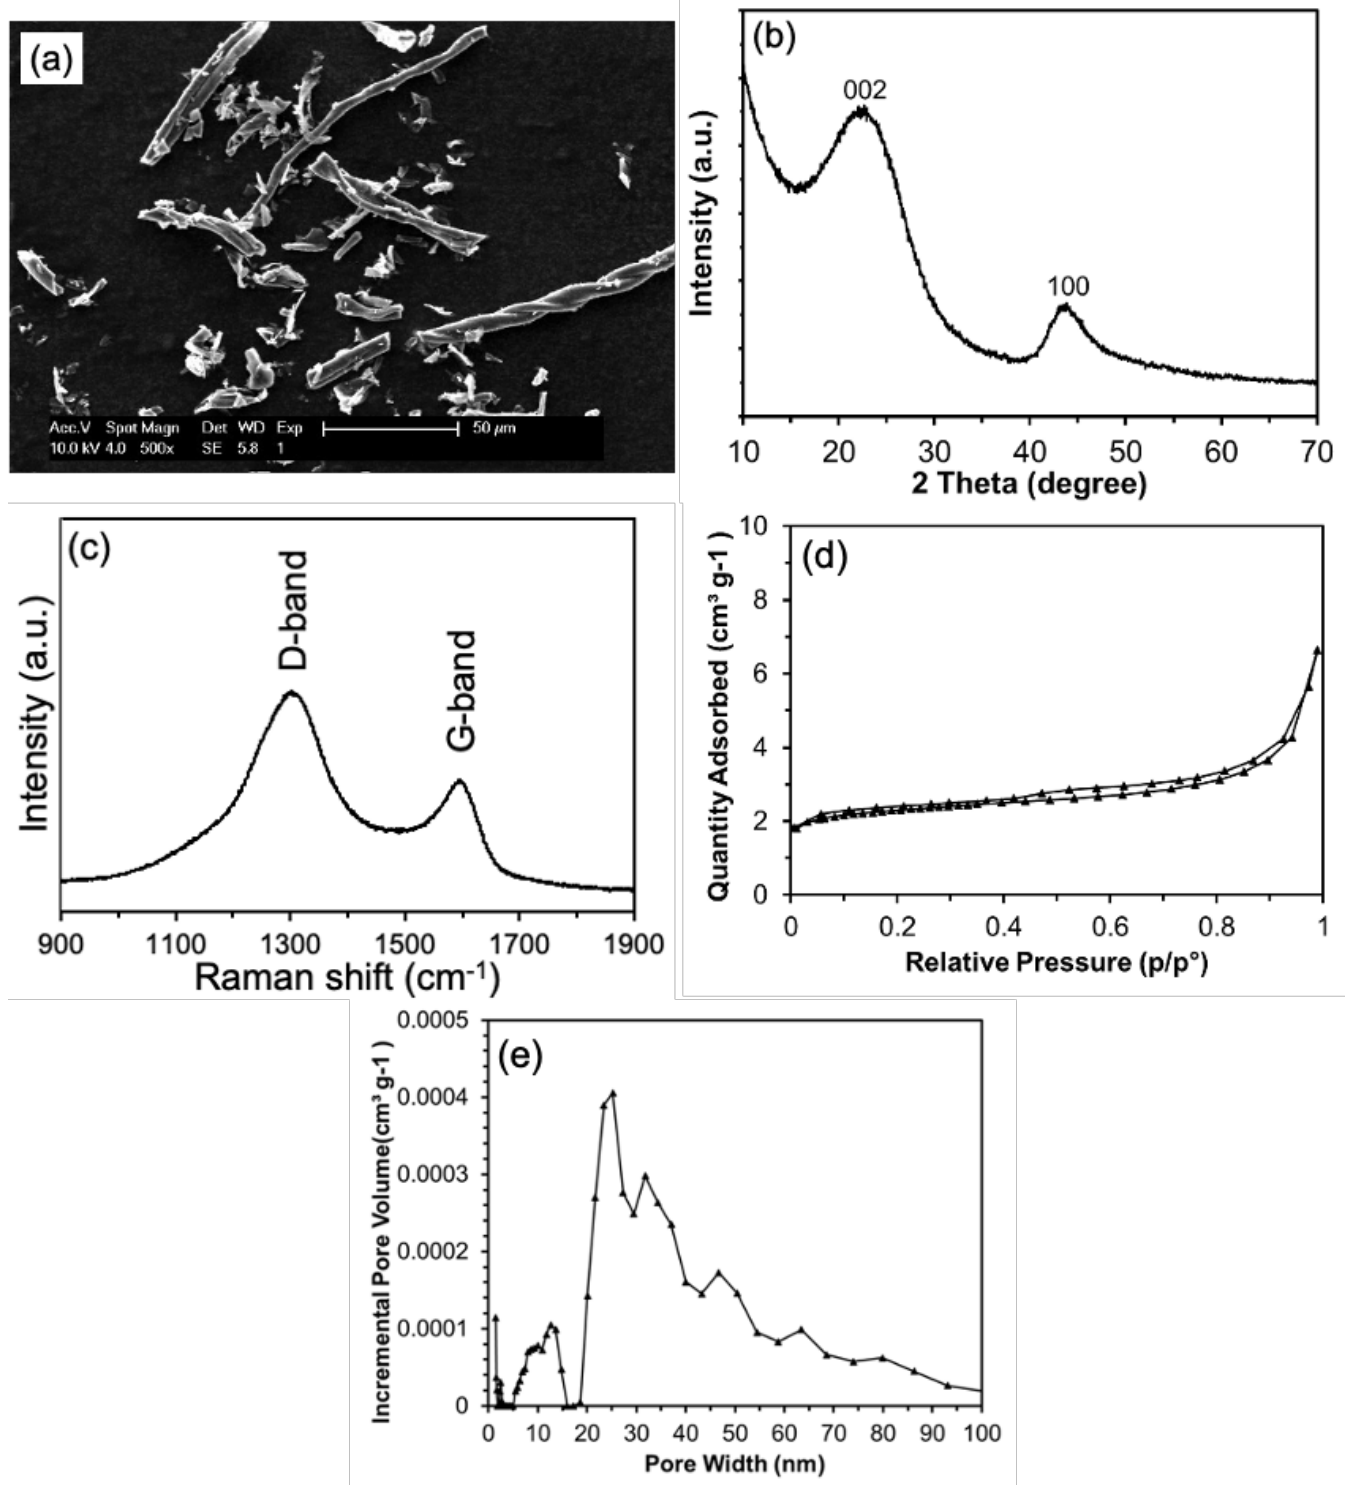 (a)
Acc.V Spot Magn Det WD Exp 50 µm
10.0 kV 4.0 500x SE 5.8 1
(b)
002
100
Intensity (a.u.)
10 20 30 40 50 60 70
2 Theta (degree)
(c)
D-band
G-band
Intensity (a.u.)
900 1100 1300 1500 1700 1900
Raman shift (cm-1)
(d)
Quantity Adsorbed (cm³ g-1 )
10
8
6
4
2
0
0 0.2 0.4 0.6 0.8 1
Relative Pressure (p/p°)
(e)
Incremental Pore Volume(cm³ g-1 )
0.0005
0.0004
0.0003
0.0002
0.0001
0
0 10 20 30 40 50 60 70 80 90 100
Pore Width (nm)